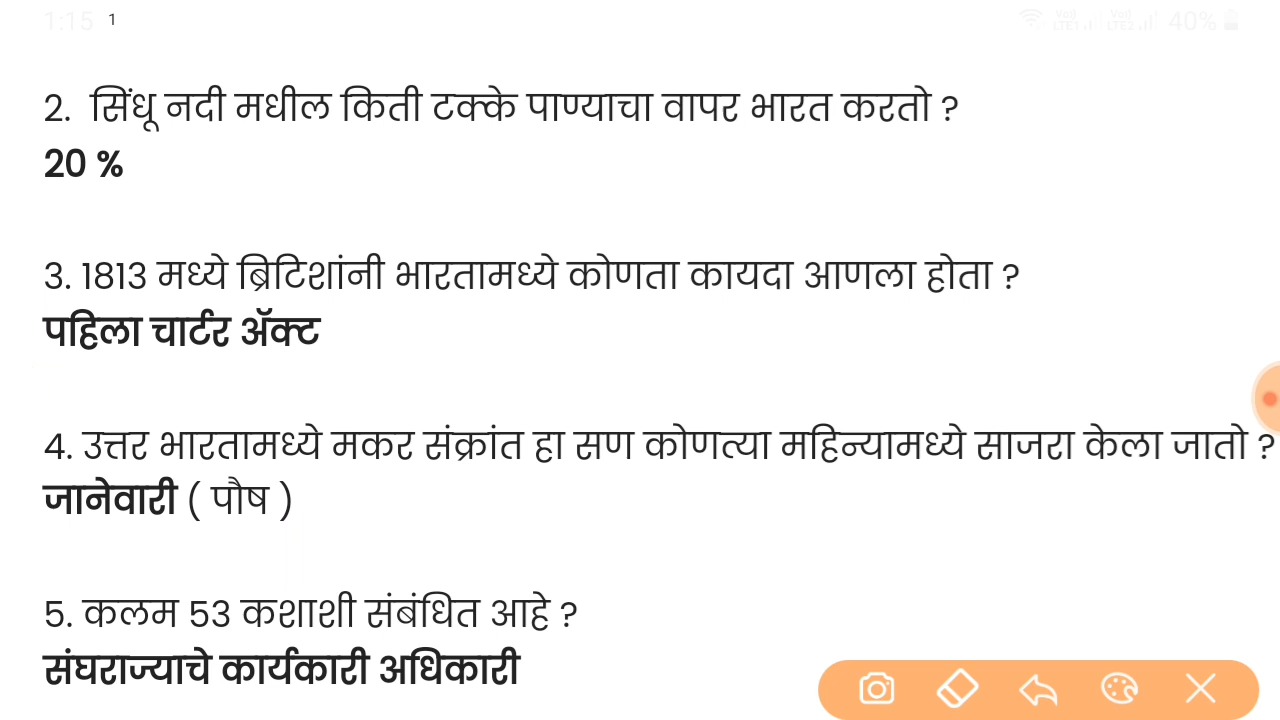 1:15 1 40%
2. सिंधू नदी मधील किती टक्के पाण्याचा वापर भारत करतो ?
20 %
3. 1813 मध्ये ब्रिटिशांनी भारतामध्ये कोणता कायदा आणला होता ?
पहिला चार्टर ॲक्ट
4. उत्तर भारतामध्ये मकर संक्रांत हा सण कोणत्या महिन्यामध्ये साजरा केला जातो ?
जानेवारी ( पौष )
5. कलम 53 कशाशी संबंधित आहे ?
संघराज्याचे कार्यकारी अधिकारी